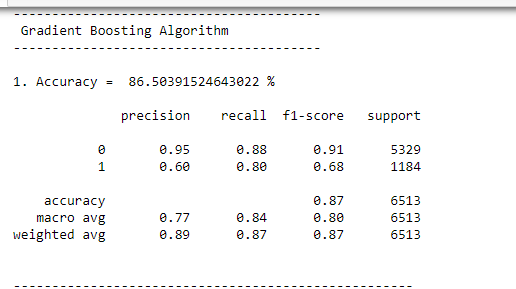 ----------------------------------------
Gradient Boosting Algorithm
----------------------------------------
1. Accuracy =  86.50391524643022 %
precision    recall  f1-score   support
0       0.95      0.88      0.91      5329
1       0.60      0.80      0.68      1184
accuracy                           0.87      6513
macro avg       0.77      0.84      0.80      6513
weighted avg       0.89      0.87      0.87      6513
----------------------------------------------------